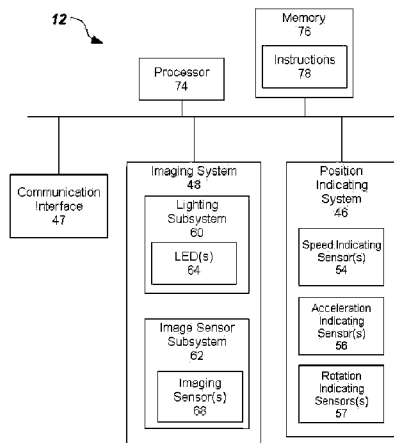 12
Memory
76
Instructions
78
Processor
74
Communication
Interface
47
Imaging System
48
Lighting
Subsystem
60
LED(s)
64
Image Sensor
Subsystem
62
Imaging
Sensor(s)
68
Position
Indicating
System
46
Speed Indicating
Sensor(s)
54
Acceleration
Indicating
Sensor(s)
56
Rotation
Indicating
Sensors(s)
57